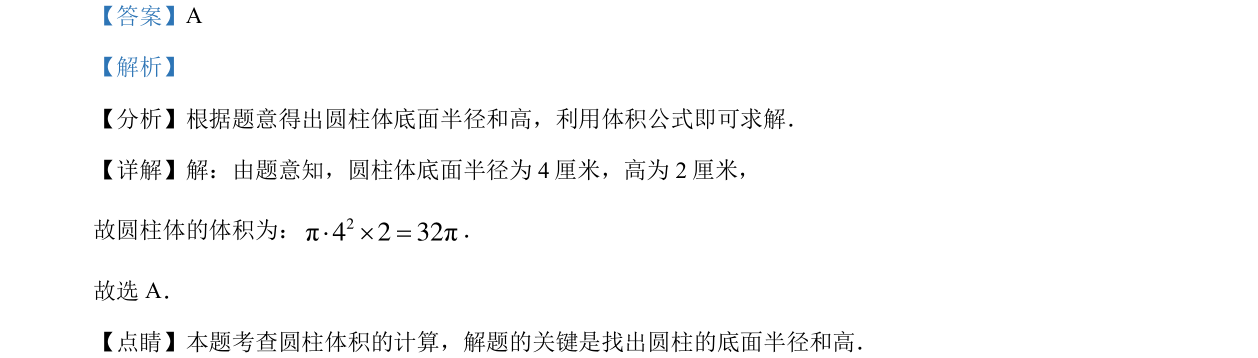 【答案】A
【解析】
【分析】根据题意得出圆柱体底面半径和高，利用体积公式即可求解．
【详解】解：由题意知，圆柱体底面半径为 4 厘米，高为 2 厘米，
故圆柱体的体积为：π·4²×2=32π．
故选 A．
【点睛】本题考查圆柱体积的计算，解题的关键是找出圆柱的底面半径和高．